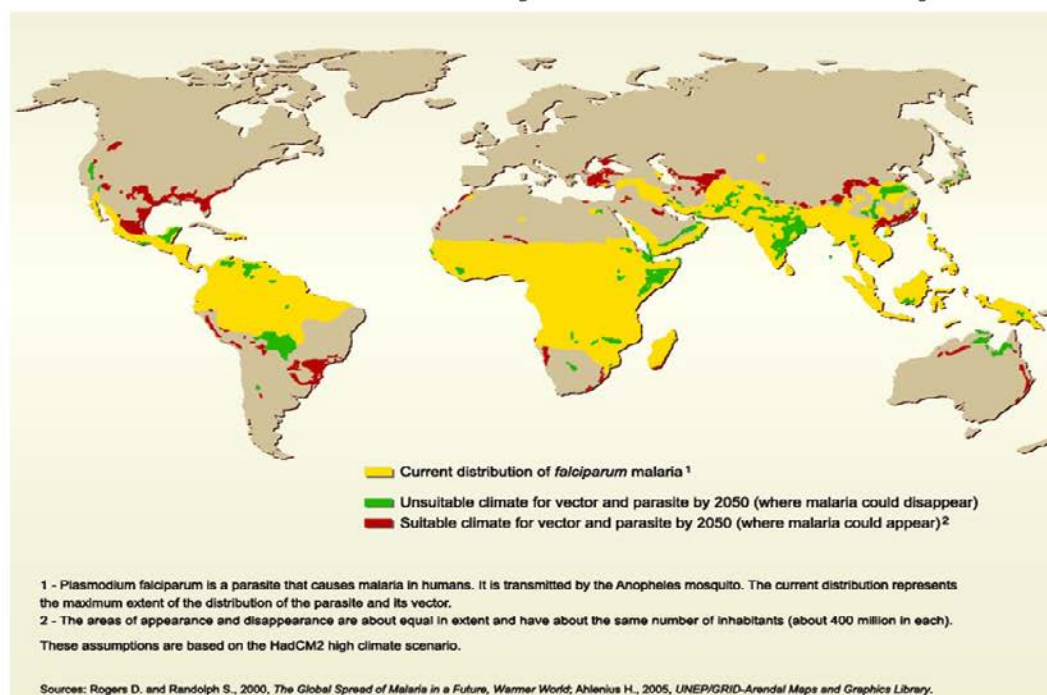 Current distribution of falciparum malaria 1
Unsuitable climate for vector and parasite by 2050 (where malaria could disappear)
Suitable climate for vector and parasite by 2050 (where malaria could appear) 2
1 - Plasmodium falciparum is a parasite that causes malaria in humans. It is transmitted by the Anopheles mosquito. The current distribution represents
the maximum extent of the distribution of the parasite and its vector.
2 - The areas of appearance and disappearance are about equal in extent and have about the same number of inhabitants (about 400 million in each).
These assumptions are based on the HadCM2 high climate scenario.
Sources: Rogers D. and Randolph S., 2000, The Global Spread of Malaria in a Future, Warmer World; Ahlenius H., 2005, UNEP/GRID-Arendal Maps and Graphics Library.